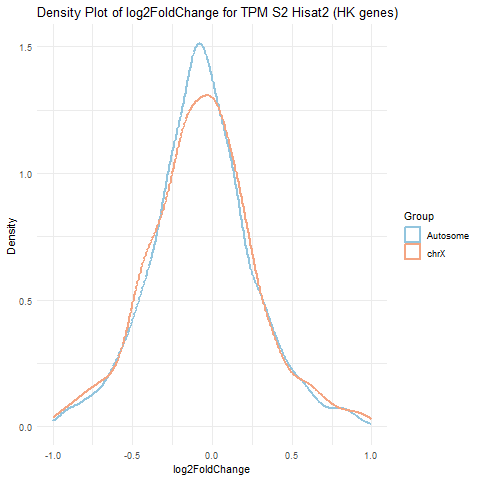 Density Plot of log2FoldChange for TPM S2 Hisat2 (HK genes)
1.5
1.0
0.5
0.0
Density
-1.0
-0.5
0.0
0.5
1.0
log2FoldChange
Group
Autosome
chrX